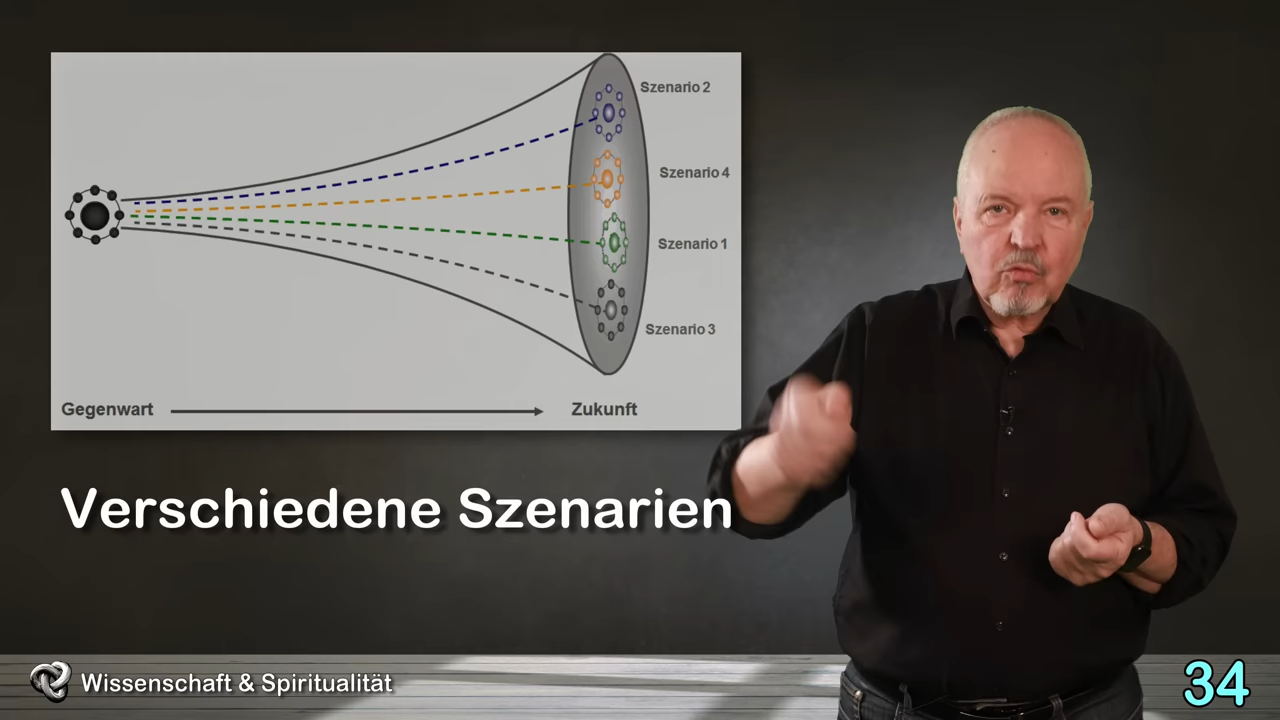 Szenario 2
Szenario 4
Szenario 1
Szenario 3
Gegenwart
Zukunft
Verschiedene Szenarien
Wissenschaft & Spiritualität
34